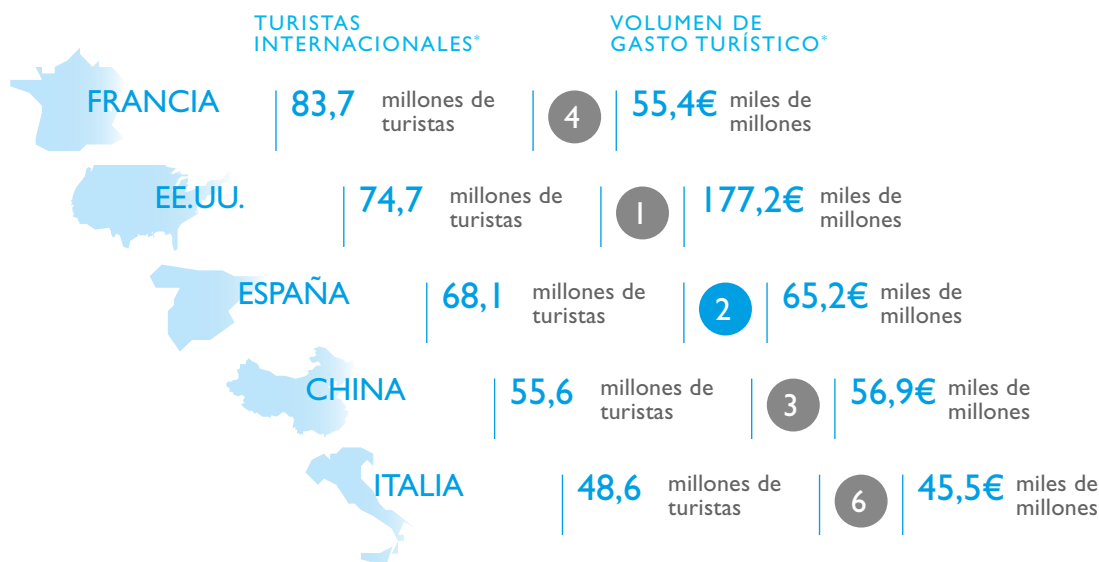 TURISTAS
INTERNACIONALES*
VOLUMEN DE
GASTO TURÍSTICO*
FRANCIA
83,7
millones de
turistas
4
55,4€
miles de
millones
EE.UU.
74,7
millones de
turistas
1
177,2€
miles de
millones
ESPAÑA
68,1
millones de
turistas
2
65,2€
miles de
millones
CHINA
55,6
millones de
turistas
3
56,9€
miles de
millones
ITALIA
48,6
millones de
turistas
6
45,5€
miles de
millones